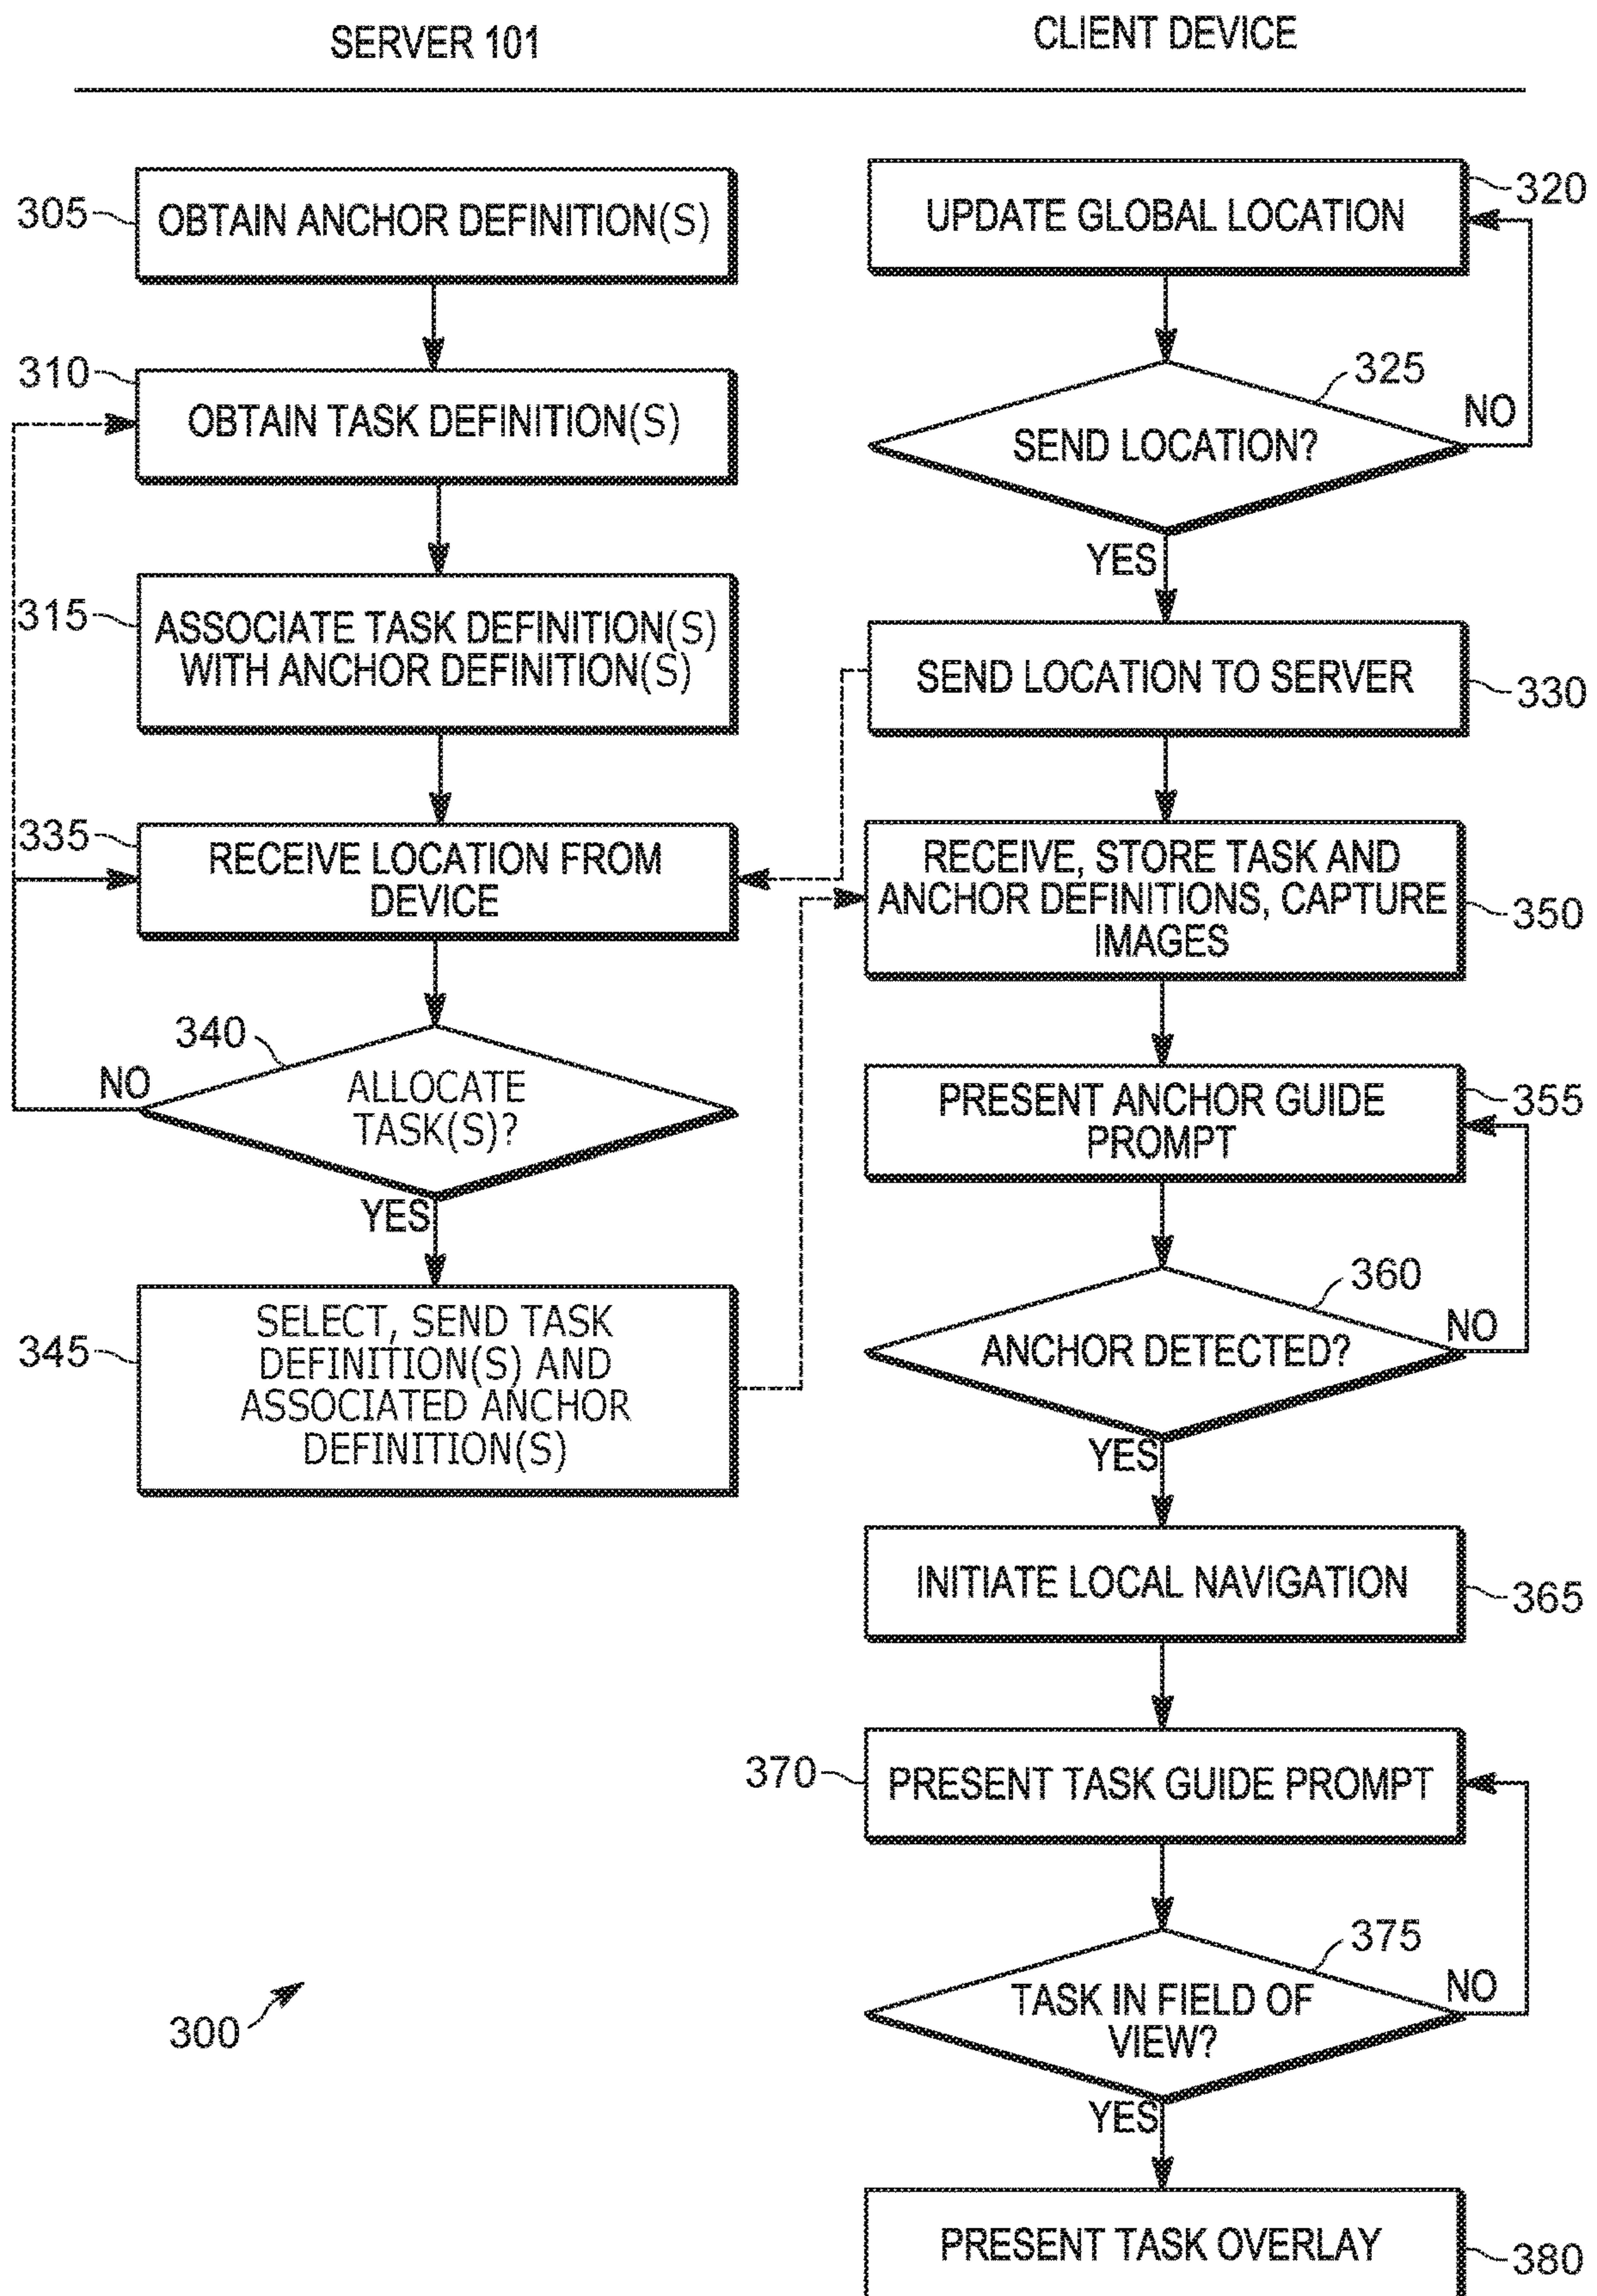 SERVER 101
CLIENT DEVICE
305
OBTAIN ANCHOR DEFINITION(S)
310
OBTAIN TASK DEFINITION(S)
315
ASSOCIATE TASK DEFINITION(S)
WITH ANCHOR DEFINITION(S)
335
RECEIVE LOCATION FROM
DEVICE
340
NO
ALLOCATE
TASK(S)?
YES
345
SELECT, SEND TASK
DEFINITION(S) AND
ASSOCIATED ANCHOR
DEFINITION(S)
300
320
UPDATE GLOBAL LOCATION
325
NO
SEND LOCATION?
YES
SEND LOCATION TO SERVER
330
RECEIVE, STORE TASK AND
ANCHOR DEFINITIONS, CAPTURE
IMAGES
350
PRESENT ANCHOR GUIDE
PROMPT
355
360
NO
ANCHOR DETECTED?
YES
INITIATE LOCAL NAVIGATION
365
370
PRESENT TASK GUIDE PROMPT
375
NO
TASK IN FIELD OF
VIEW?
YES
PRESENT TASK OVERLAY
380